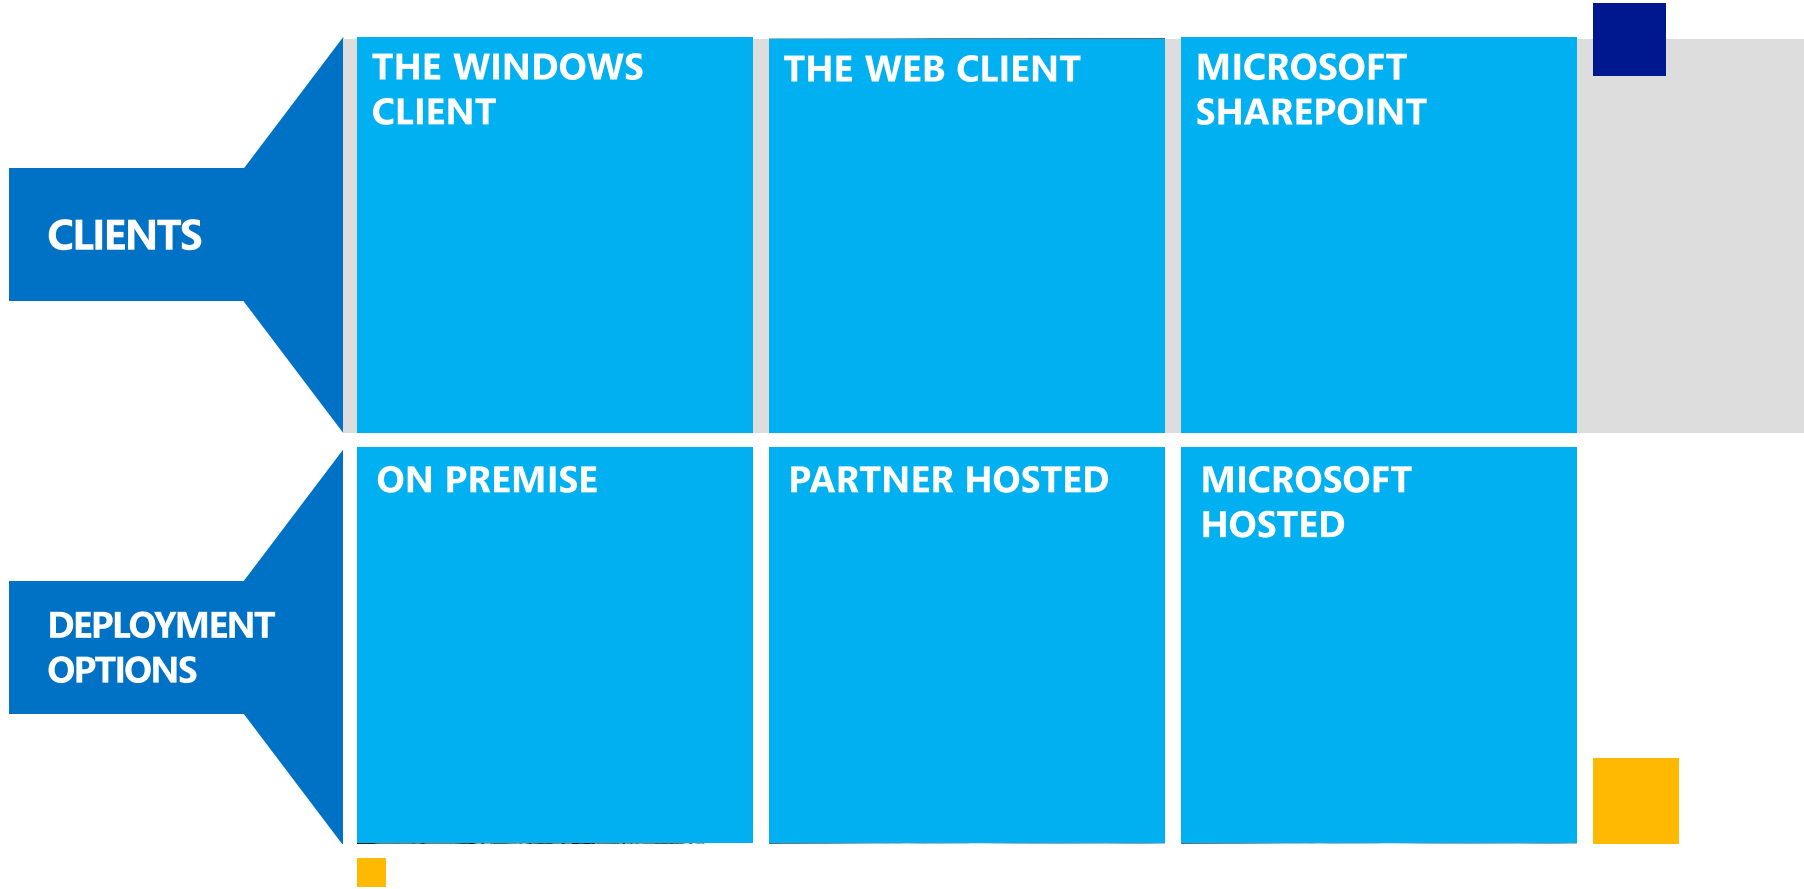 CLIENTS
THE WINDOWS
CLIENT
THE WEB CLIENT
MICROSOFT
SHAREPOINT
DEPLOYMENT
OPTIONS
ON PREMISE
PARTNER HOSTED
MICROSOFT
HOSTED